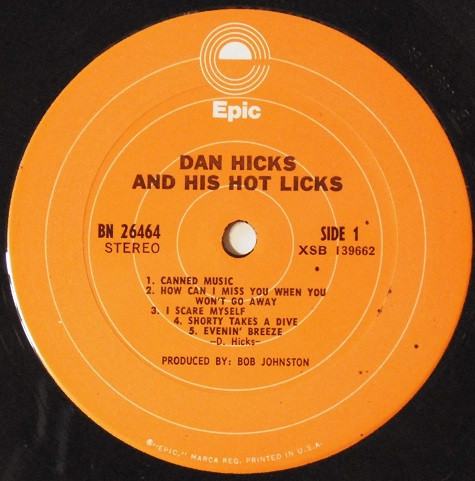 Epic
DAN HICKS
AND HIS HOT LICKS
BN 26464
STEREO
SIDE 1
XSB 139662
1. CANNED MUSIC
2. HOW CAN I MISS YOU WHEN YOU
WON'T GO AWAY
3. I SCARE MYSELF
4. SHORTY TAKES A DIVE
5. EVENIN' BREEZE
-D. Hicks-
PRODUCED BY: BOB JOHNSTON
®"EPIC," MARCA REG. PRINTED IN U.S.A.